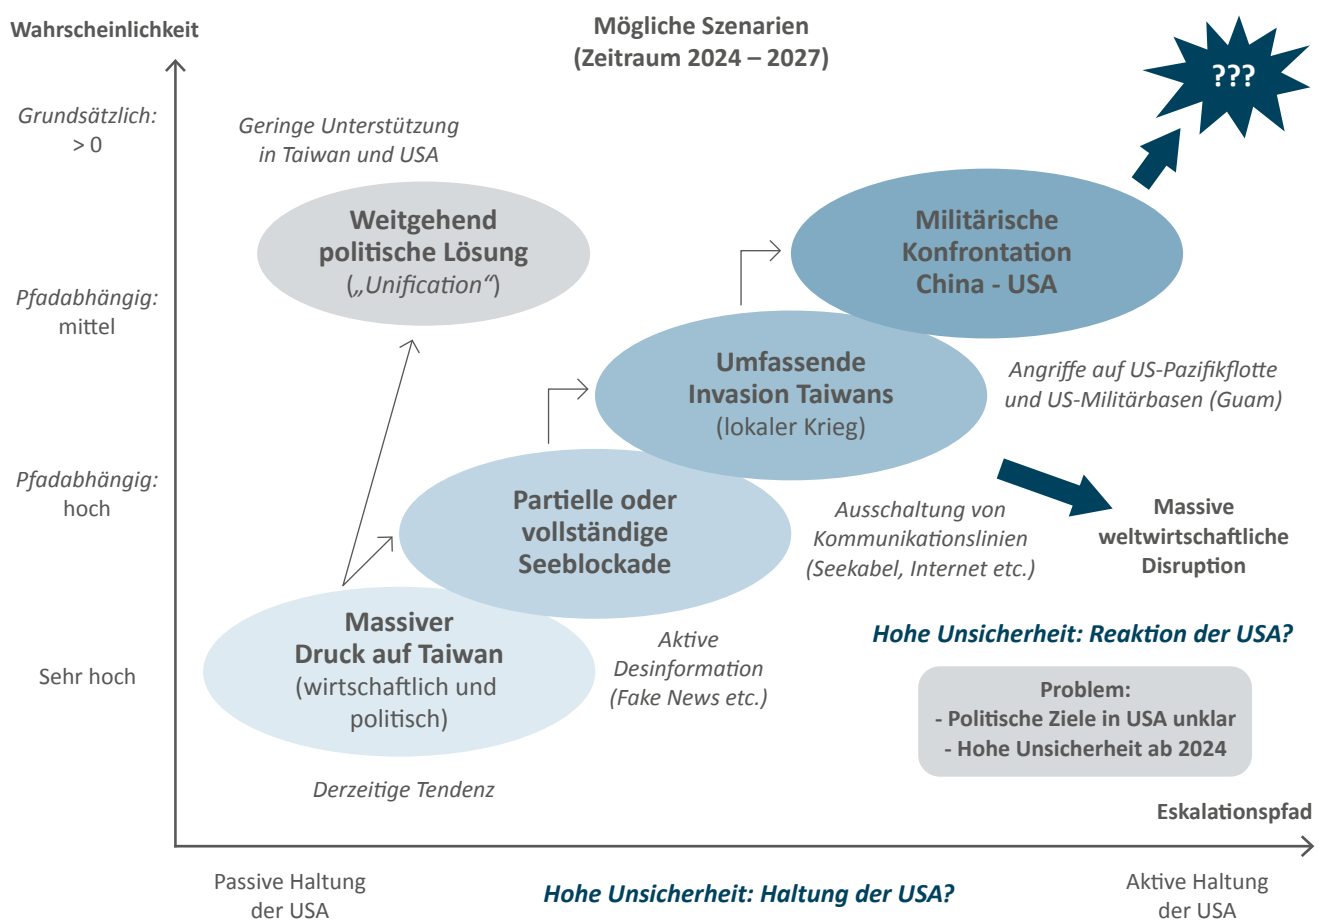 Mögliche Szenarien
(Zeitraum 2024 – 2027)
Wahrscheinlichkeit
???
Grundsätzlich:
> 0
Geringe Unterstützung
in Taiwan und USA
Weitgehend
politische Lösung
(„Unification“)
Militärische
Konfrontation
China - USA
Pfadabhängig:
mittel
Umfassende
Invasion Taiwans
(lokaler Krieg)
Angriffe auf US-Pazifikflotte
und US-Militärbasen (Guam)
Pfadabhängig:
hoch
Partielle oder
vollständige
Seeblockade
Ausschaltung von
Kommunikationslinien
(Seekabel, Internet etc.)
Massive
weltwirtschaftliche
Disruption
Sehr hoch
Massiver
Druck auf Taiwan
(wirtschaftlich und
politisch)
Aktive
Desinformation
(Fake News etc.)
Hohe Unsicherheit: Reaktion der USA?
Problem:
- Politische Ziele in USA unklar
- Hohe Unsicherheit ab 2024
Derzeitige Tendenz
Eskalationspfad
Passive Haltung
der USA
Hohe Unsicherheit: Haltung der USA?
Aktive Haltung
der USA